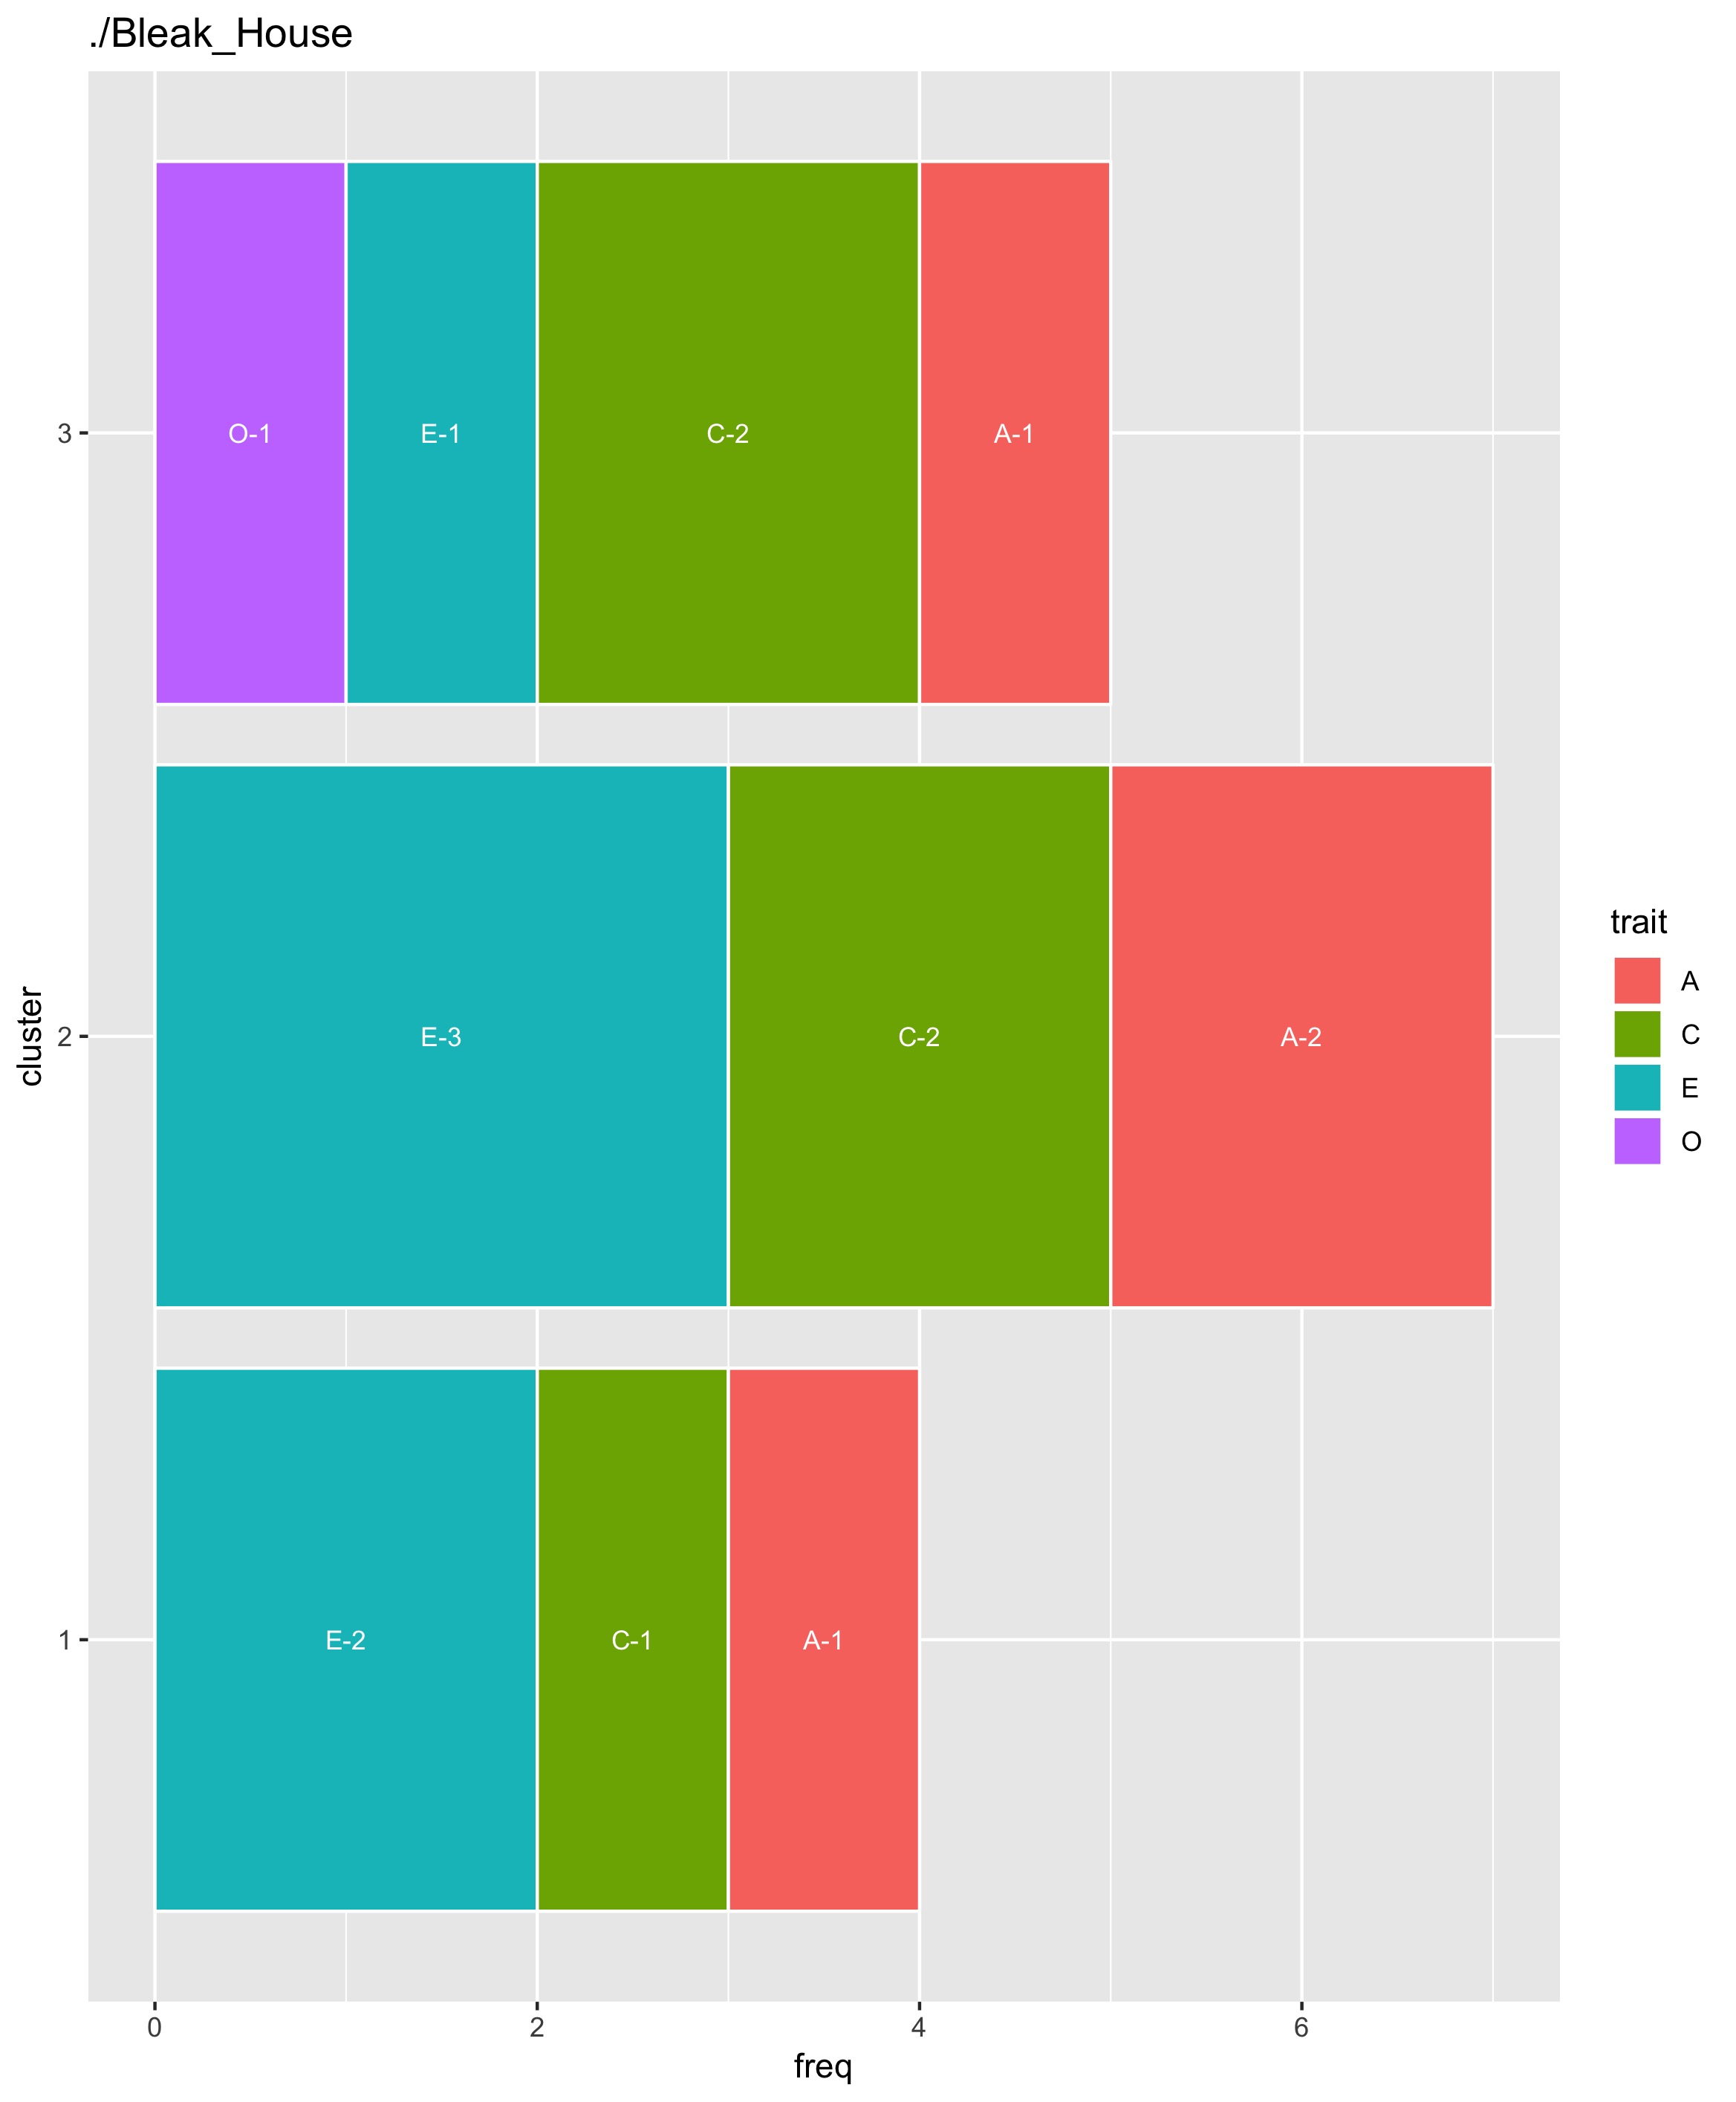 ./Bleak_House
3
O-1 E-1 C-2 A-1
cluster
2
E-3 C-2 A-2
1
E-2 C-1 A-1
0 2 4 6
freq
trait
A
C
E
O